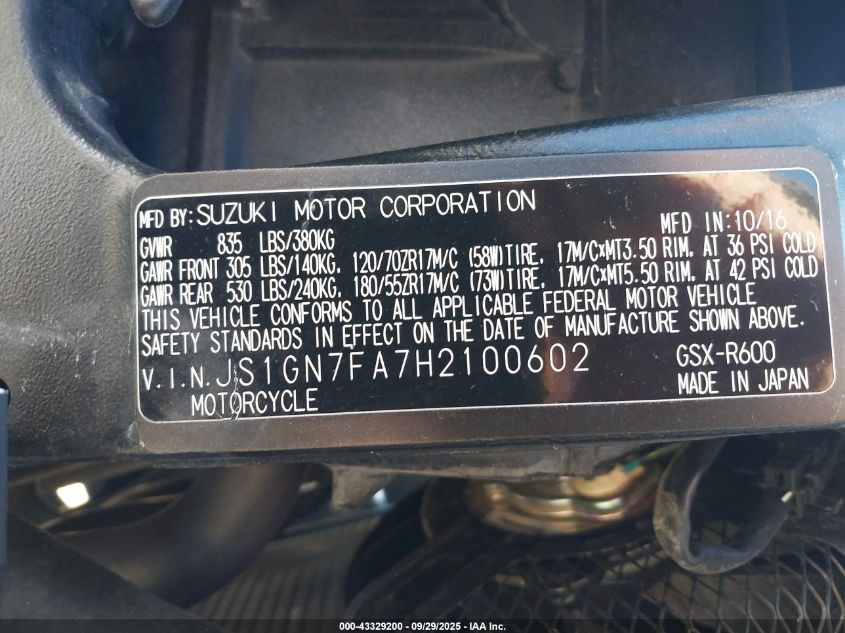 MFD BY: SUZUKI MOTOR CORPORATION MFD IN: 10/16
GVWR 835 LBS/380KG
GAWR FRONT 305 LBS/140KG, 120/70ZR17M/C (58W)TIRE, 17M/C×MT3.50 RIM. AT 36 PSI COLD
GAWR REAR 530 LBS/240KG, 180/55ZR17M/C (73W)TIRE, 17M/C×MT5.50 RIM. AT 42 PSI COLD
THIS VEHICLE CONFORMS TO ALL APPLICABLE FEDERAL MOTOR VEHICLE
SAFETY STANDARDS IN EFFECT ON THE DATE OF MANUFACTURE SHOWN ABOVE.
V.I.N. JS1GN7FA7H2100602 GSX-R600
MOTORCYCLE MADE IN JAPAN
000-43329200 - 09/29/2025 - IAA Inc.